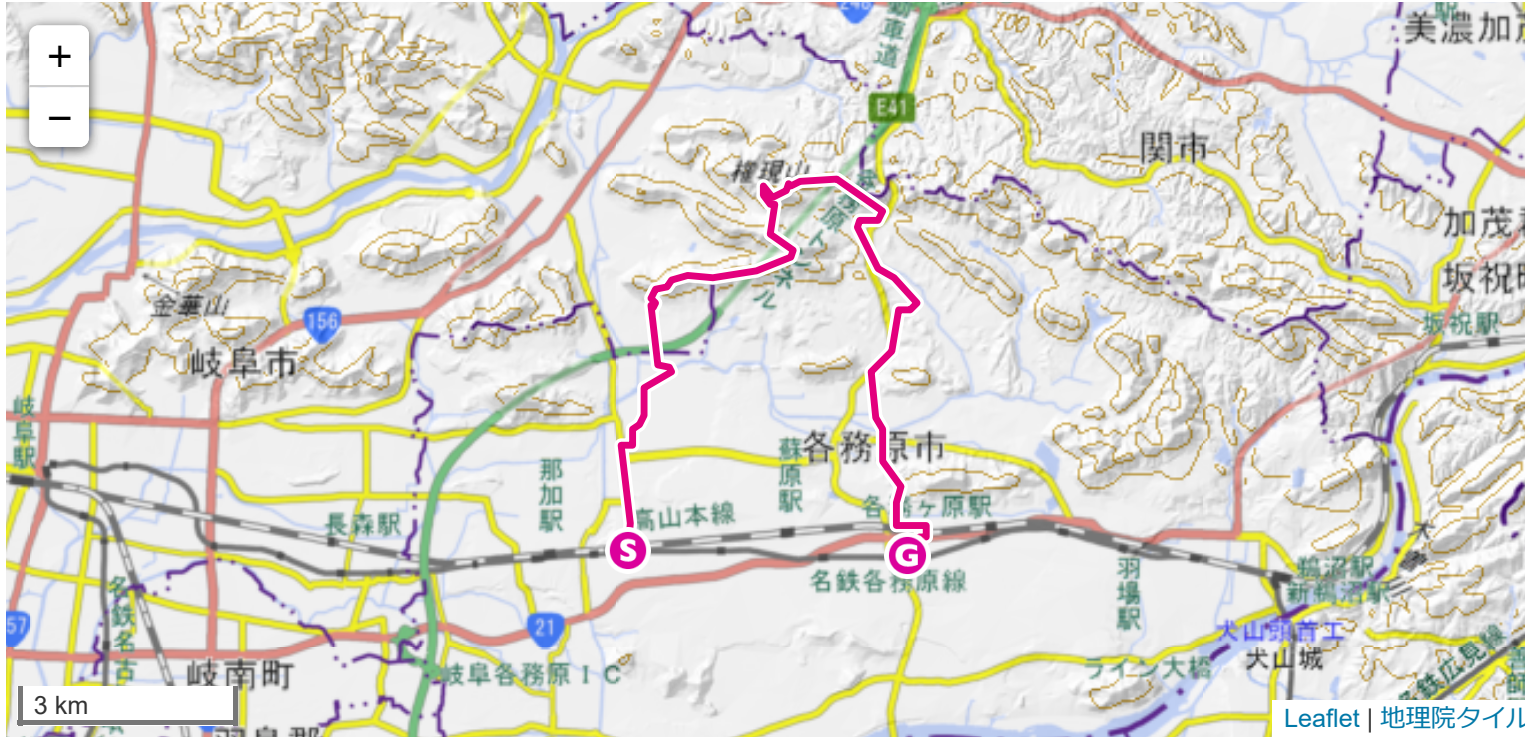 +
−
248
車道
美濃加茂
E41
関市
権現山
加茂
坂祝町
坂祝駅
金華山
156
岐阜市
岐阜駅
各務原市
蘇原駅
那加駅
各務ヶ原駅
高山本線
長森駅
S
G
名鉄各務原線
羽場駅
鵜沼駅
新鵜沼駅
21
犬山頭首工
犬山城
ライン大橋
岐南町
岐阜各務原IC
3 km
Leaflet | 地理院タイル